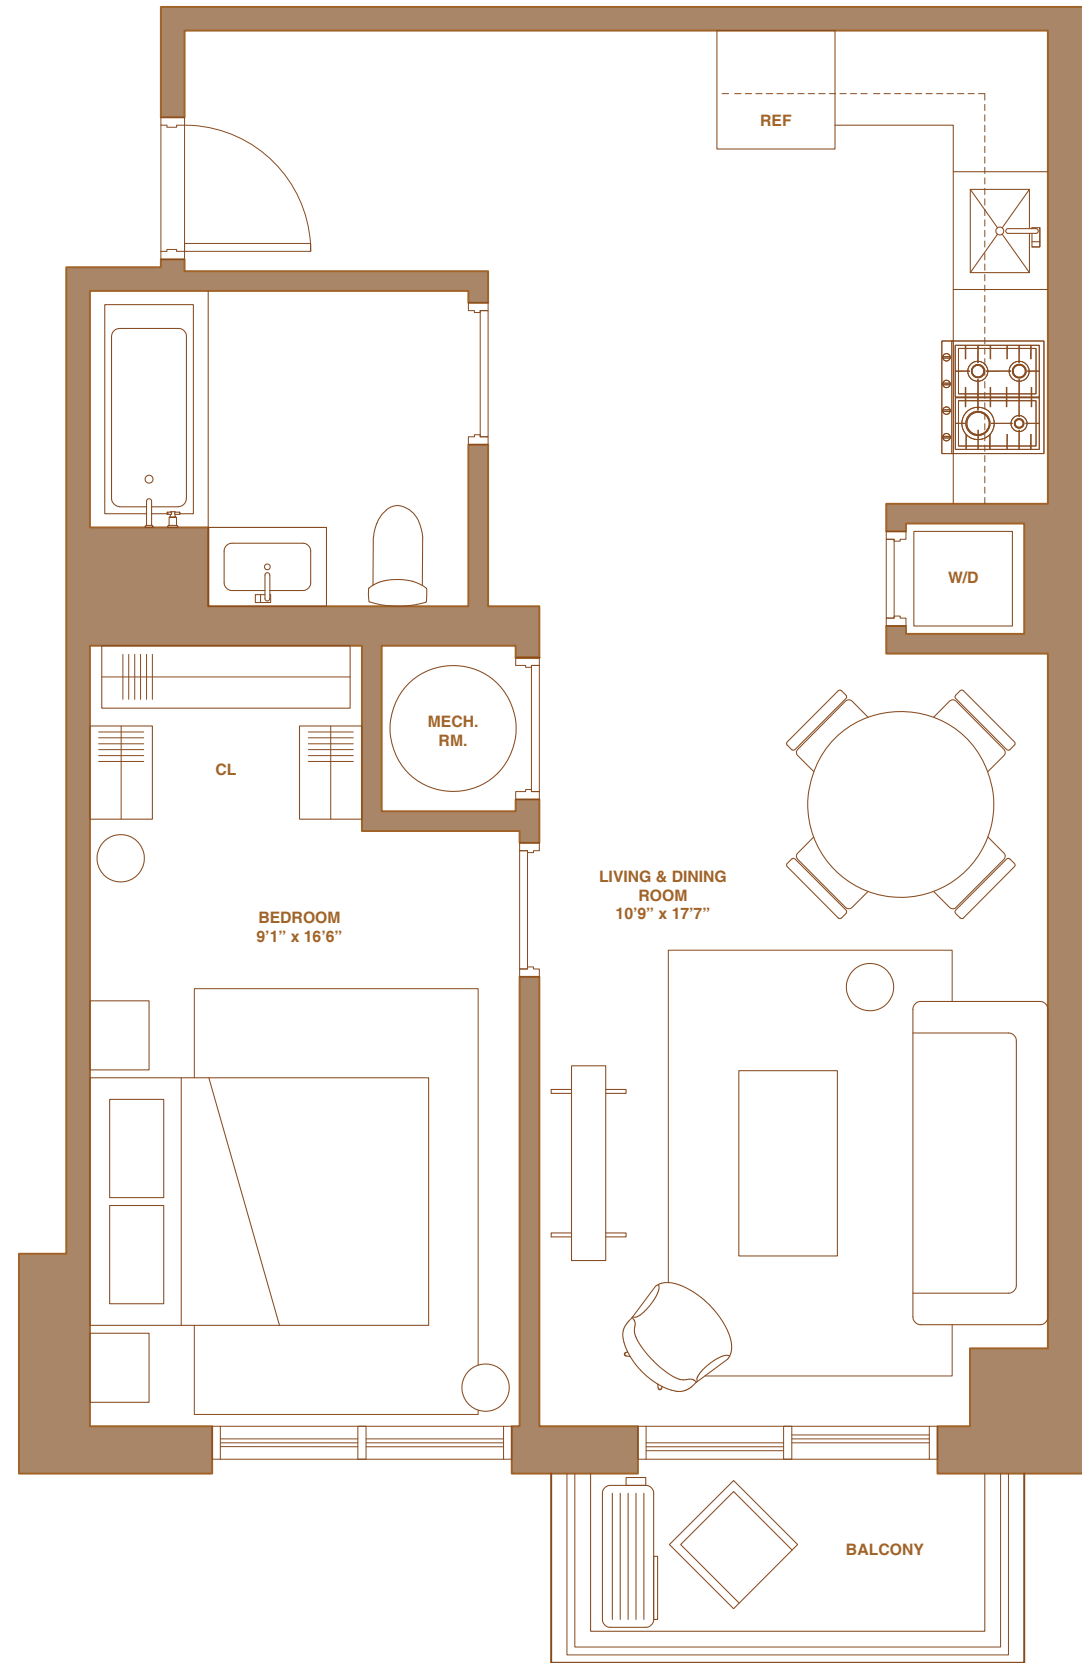 REF
W/D
MECH.
RM.
CL
LIVING & DINING
ROOM
10’9” x 17’7”
BEDROOM
9’1” x 16’6”
BALCONY